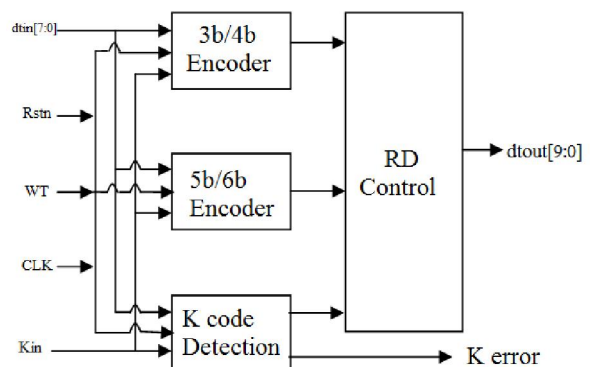 dtin[7:0]
3b/4b
Encoder
Rstn
RD
Control
dtout[9:0]
WT
5b/6b
Encoder
CLK
K code
Detection
Kin
K error